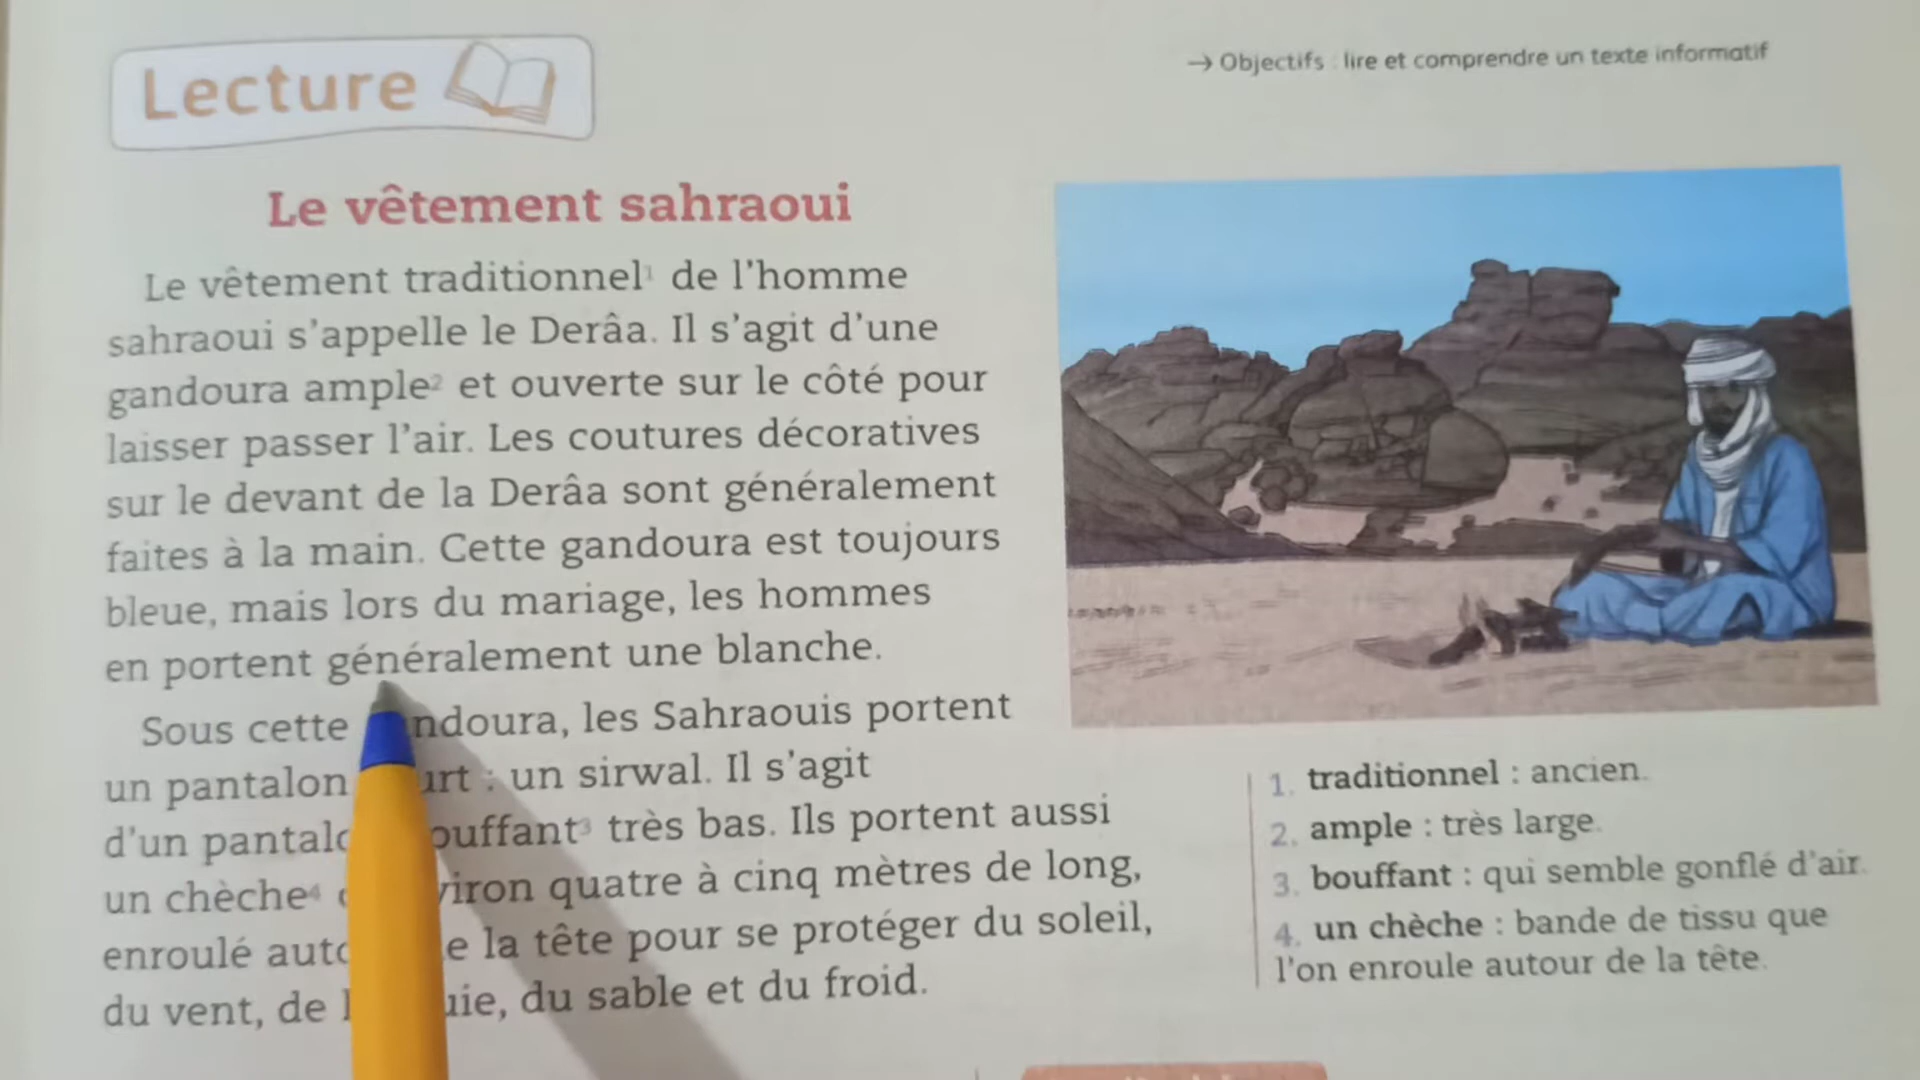 Lecture
→ Objectifs : lire et comprendre un texte informatif
Le vêtement sahraoui
Le vêtement traditionnel¹ de l'homme
sahraoui s'appelle le Derâa. Il s'agit d'une
gandoura ample² et ouverte sur le côté pour
laisser passer l'air. Les coutures décoratives
sur le devant de la Derâa sont généralement
faites à la main. Cette gandoura est toujours
bleue, mais lors du mariage, les hommes
en portent généralement une blanche.
Sous cette ndoura, les Sahraouis portent
un pantalon urt : un sirwal. Il s'agit
d'un pantalo ouffant³ très bas. Ils portent aussi
un chèche⁴ viron quatre à cinq mètres de long,
enroulé auto e la tête pour se protéger du soleil,
du vent, de l uie, du sable et du froid.
1. traditionnel : ancien.
2. ample : très large.
3. bouffant : qui semble gonflé d'air.
4. un chèche : bande de tissu que
l'on enroule autour de la tête.